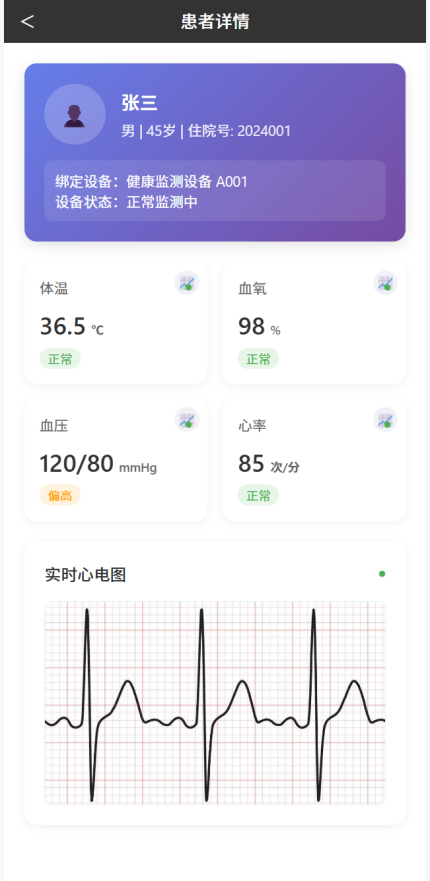 患者详情
张三
男 | 45岁 | 住院号: 2024001
绑定设备：健康监测设备 A001
设备状态：正常监测中
体温
36.5 ℃
正常
血氧
98 %
正常
血压
120/80 mmHg
偏高
心率
85 次/分
正常
实时心电图